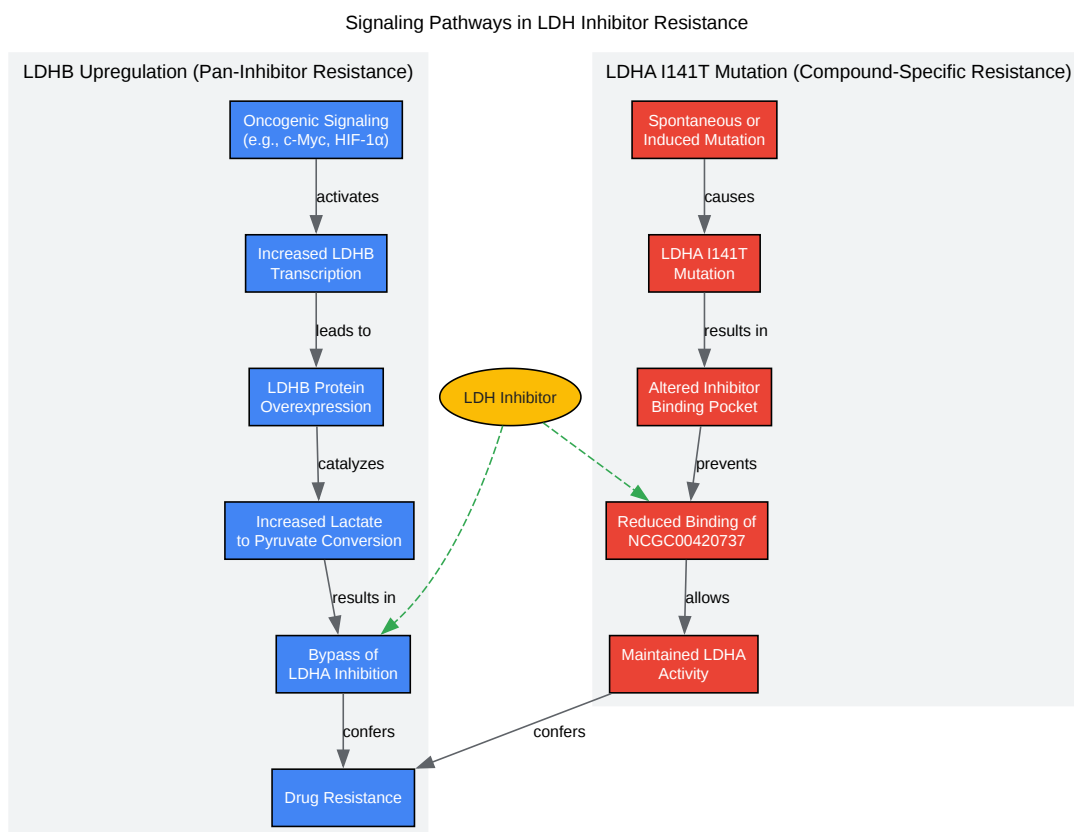 Signaling Pathways in LDH Inhibitor Resistance
LDHB Upregulation (Pan-Inhibitor Resistance)
Oncogenic Signaling
(e.g., c-Myc, HIF-1α)
activates
Increased LDHB
Transcription
leads to
LDHB Protein
Overexpression
catalyzes
Increased Lactate
to Pyruvate Conversion
results in
Bypass of
LDHA Inhibition
confers
Drug Resistance
LDH Inhibitor
LDHA I141T Mutation (Compound-Specific Resistance)
Spontaneous or
Induced Mutation
causes
LDHA I141T
Mutation
results in
Altered Inhibitor
Binding Pocket
prevents
Reduced Binding of
NCGC00420737
allows
Maintained LDHA
Activity
confers